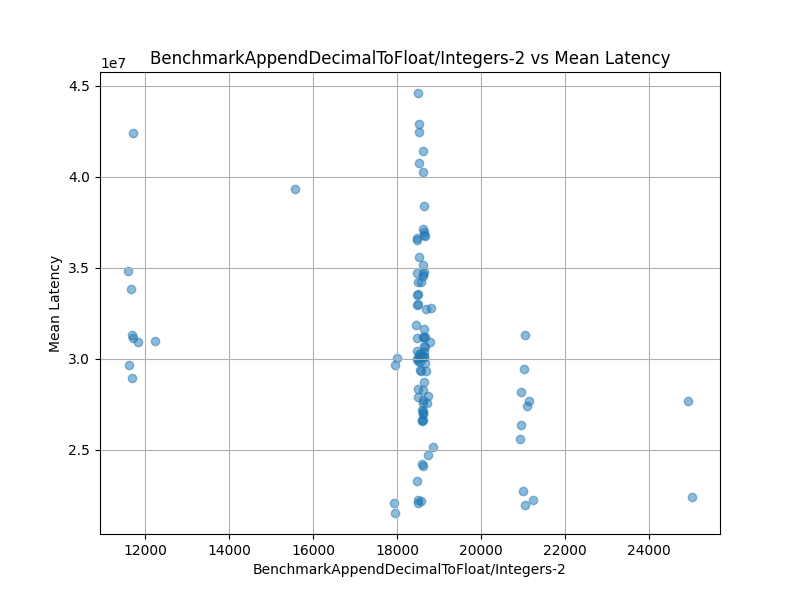 BenchmarkAppendDecimalToFloat/Integers-2 vs Mean Latency
1e7
4.5
4.0
3.5
3.0
2.5
Mean Latency
12000 14000 16000 18000 20000 22000 24000
BenchmarkAppendDecimalToFloat/Integers-2